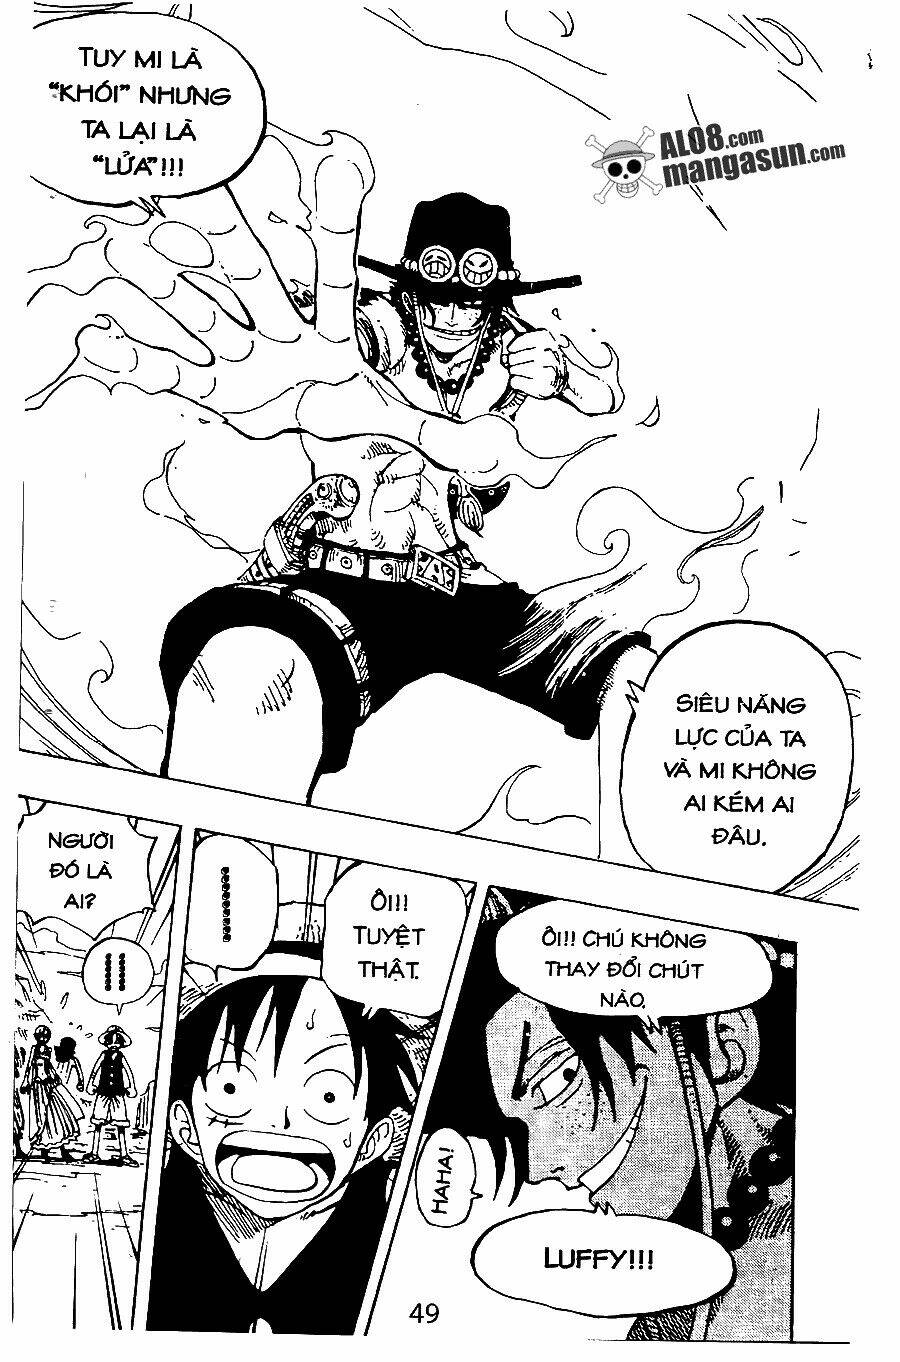 TUY MI LÀ
"KHÓI" NHƯNG
TA LẠI LÀ
"LỬA"!!!
AL08.com
mangasun.com
SIÊU NĂNG
LỰC CỦA TA
VÀ MI KHÔNG
AI KÉM AI
ĐÂU.
NGƯỜI
ĐÓ LÀ
AI?
ÔI!!!
TUYỆT
THẬT.
ÔI!!! CHÚ KHÔNG
THAY ĐỔI CHÚT
NÀO.
HAHA!
LUFFY!!!
49